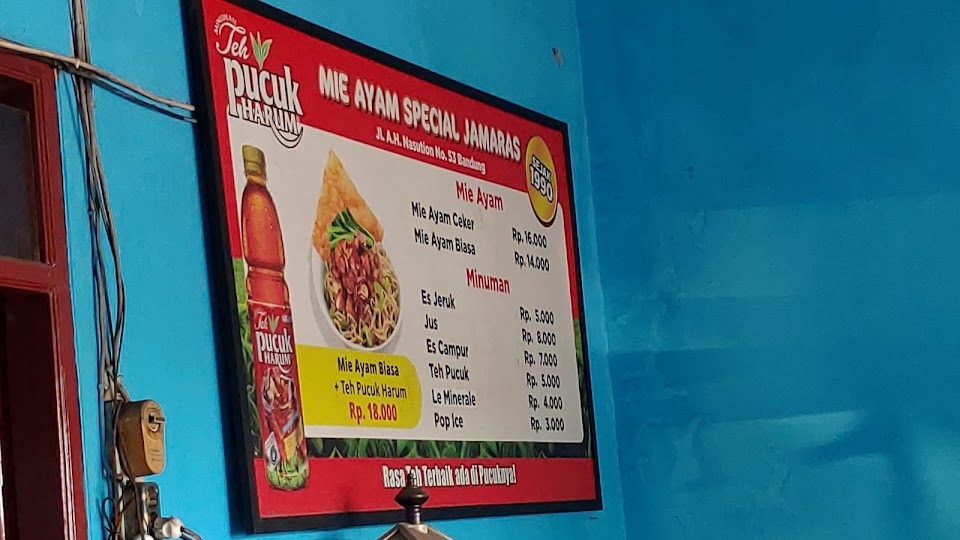 MINUMAN
Teh
pucuk
HARUM
MIE AYAM SPECIAL JAMARAS
Jl. A.H. Nasution No. 53 Bandung
SEJAK
1990
Mie Ayam
Mie Ayam Ceker Rp. 16.000
Mie Ayam Biasa Rp. 14.000
Minuman
Es Jeruk Rp. 5.000
Jus Rp. 8.000
Es Campur Rp. 7.000
Teh Pucuk Rp. 5.000
Le Minerale Rp. 4.000
Pop Ice Rp. 3.000
Teh
pucuk
HARUM
Mie Ayam Biasa
+ Teh Pucuk Harum
Rp. 18.000
Rasa Teh Terbaik ada di Pucuknya!